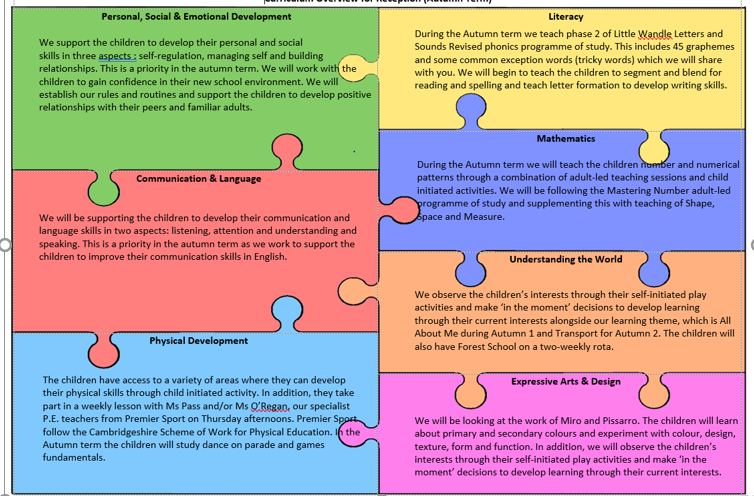 Curriculum Overview for Reception (Autumn Term)
Personal, Social & Emotional Development
We support the children to develop their personal and social
skills in three aspects : self-regulation, managing self and building
relationships. This is a priority in the autumn term. We will work with the
children to gain confidence in their new school environment. We will
establish our rules and routines and support the children to develop positive
relationships with their peers and familiar adults.
Communication & Language
We will be supporting the children to develop their communication and
language skills in two aspects: listening, attention and understanding and
speaking. This is a priority in the autumn term as we work to support the
children to improve their communication skills in English.
Physical Development
The children have access to a variety of areas where they can develop
their physical skills through child initiated activity. In addition, they take
part in a weekly lesson with Ms Pass and/or Ms O'Regan, our specialist
P.E. teachers from Premier Sport on Thursday afternoons. Premier Sport
follow the Cambridgeshire Scheme of Work for Physical Education. In the
Autumn term the children will study dance on parade and games
fundamentals.
Literacy
During the Autumn term we teach phase 2 of Little Wandle Letters and
Sounds Revised phonics programme of study. This includes 45 graphemes
and some common exception words (tricky words) which we will share
with you. We will begin to teach the children to segment and blend for
reading and spelling and teach letter formation to develop writing skills.
Mathematics
During the Autumn term we will teach the children number and numerical
patterns through a combination of adult-led teaching sessions and child
initiated activities. We will be following the Mastering Number adult-led
programme of study and supplementing this with teaching of Shape,
Space and Measure.
Understanding the World
We observe the children's interests through their self-initiated play
activities and make 'in the moment' decisions to develop learning
through their current interests alongside our learning theme, which is All
About Me during Autumn 1 and Transport for Autumn 2. The children will
also have Forest School on a two-weekly rota.
Expressive Arts & Design
We will be looking at the work of Miro and Pissarro. The children will learn
about primary and secondary colours and experiment with colour, design,
texture, form and function. In addition, we will observe the children's
interests through their self-initiated play activities and make 'in the
moment' decisions to develop learning through their current interests.